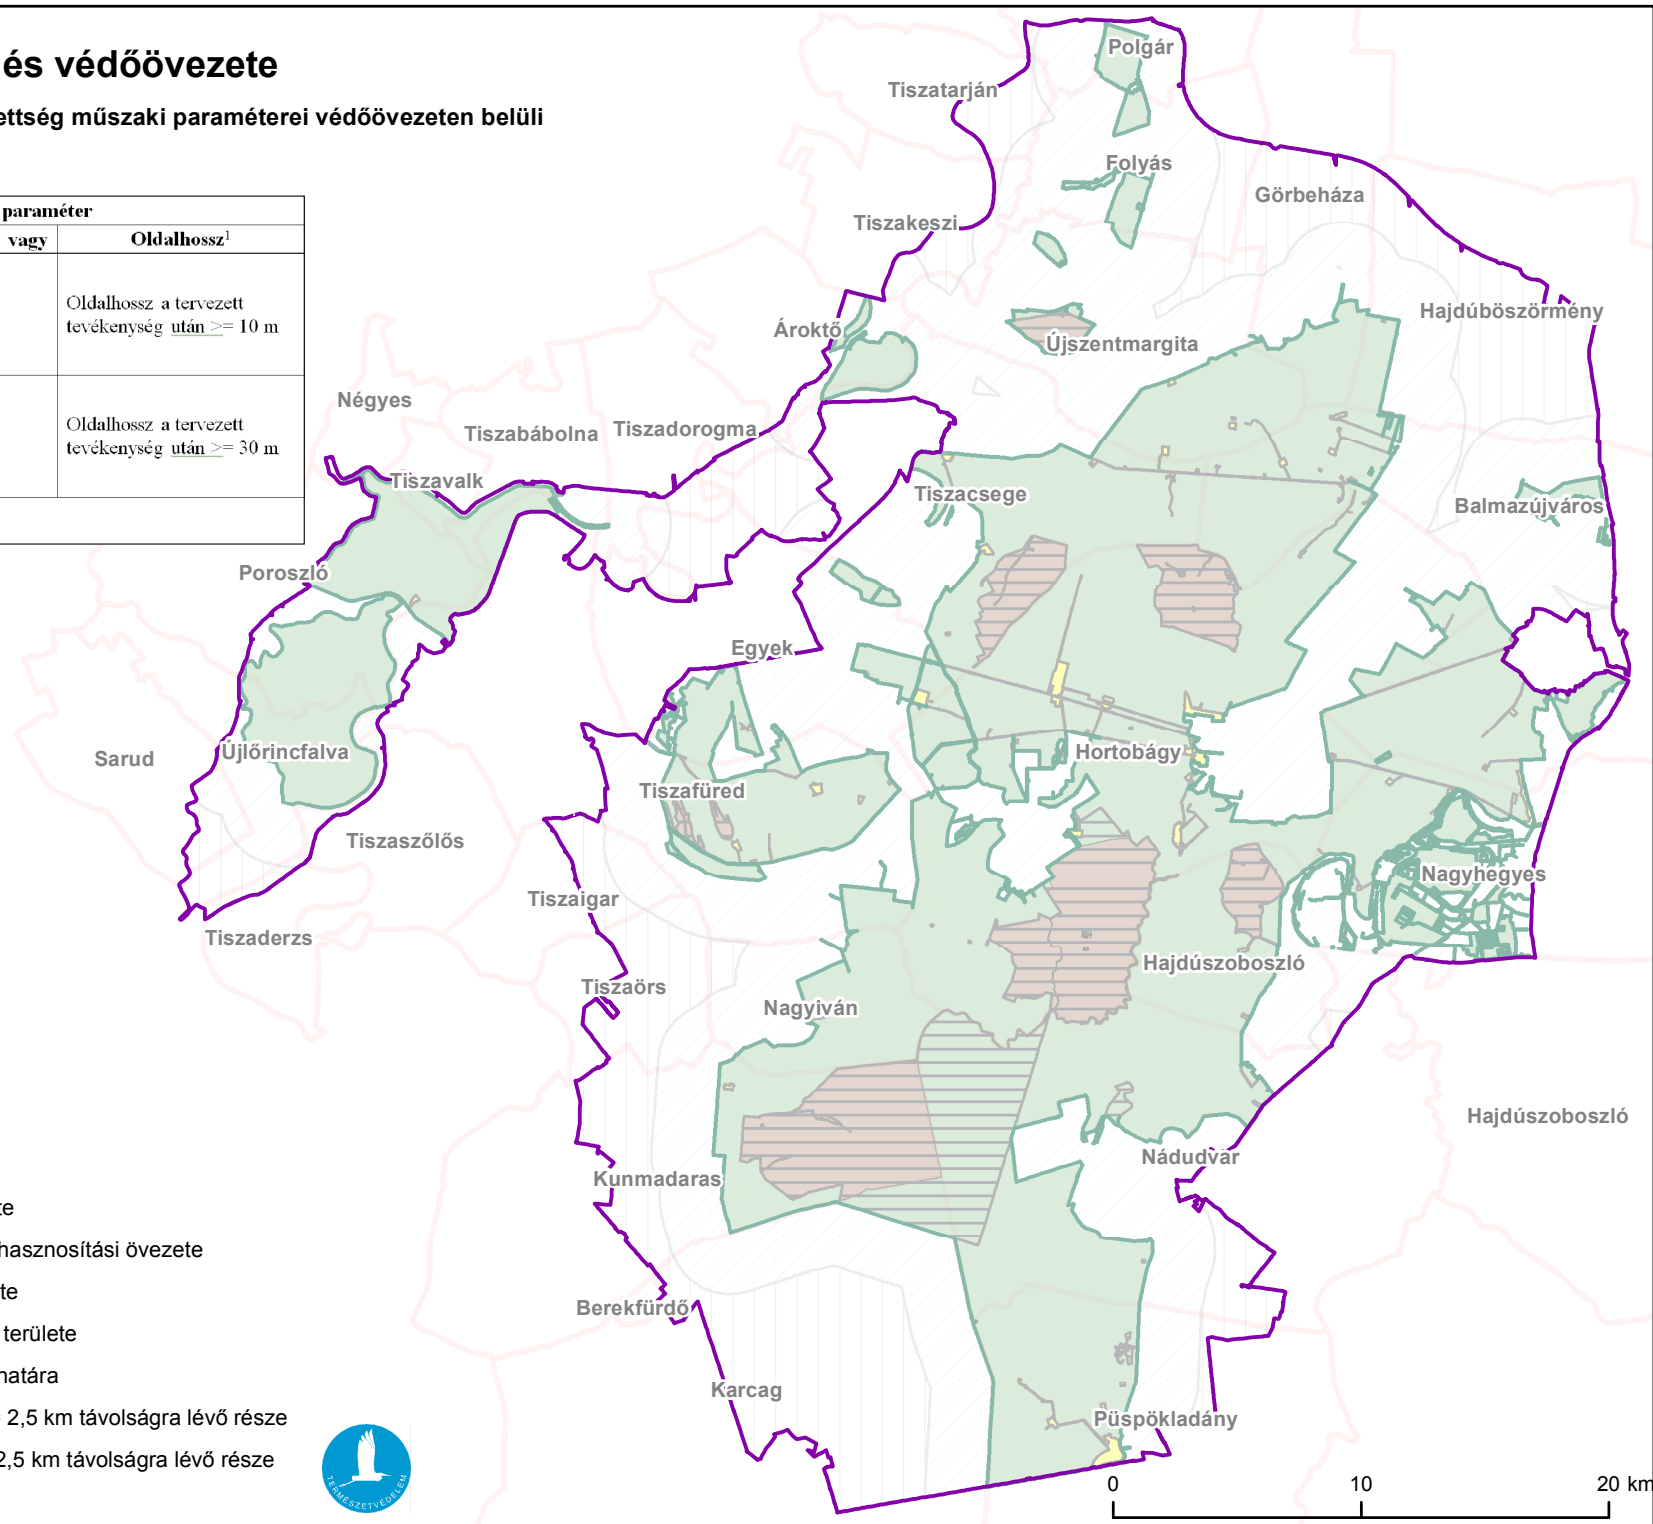 és védőövezete
ettség műszaki paraméterei védőövezeten belüli
paraméter
vagy
Oldalhossz¹
Oldalhossz a tervezett
tevékenység után >= 10 m
Oldalhossz a tervezett
tevékenység után >= 30 m
Polgár
Tiszatarján
Folyás
Görbeháza
Tiszakeszi
Hajdúböszörmény
Ároktő
Újszentmargita
Négyes
Tiszabábolna
Tiszadorogma
Tiszavalk
Tiszacsege
Balmazújváros
Poroszló
Egyek
Sarud
Újlőrincfalva
Hortobágy
Tiszafüred
Tiszaszőlős
Nagyhegyes
Tiszaigar
Tiszaderzs
Hajdúszoboszló
Tiszaörs
Nagyiván
Hajdúszoboszló
Nádudvar
Kunmadaras
Berekfürdő
Karcag
Püspökladány
te
hasznosítási övezete
te
területe
határa
2,5 km távolságra lévő része
2,5 km távolságra lévő része
TERMÉSZETVÉDELEM
0 10 20 km